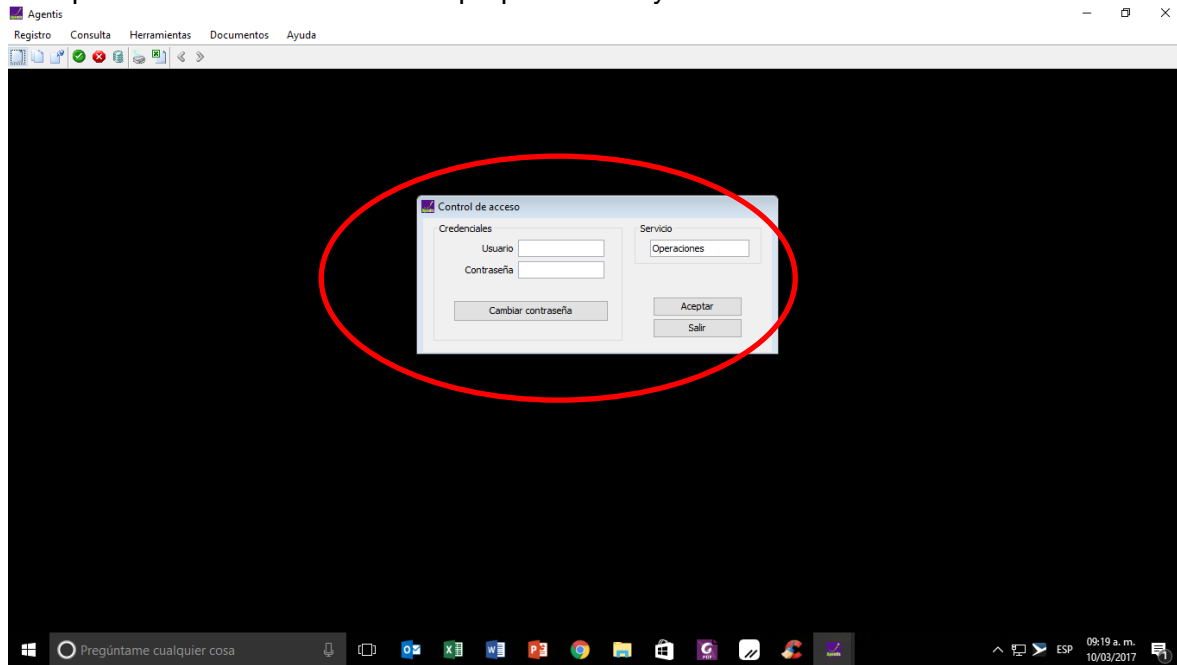 Agentis
Registro Consulta Herramientas Documentos Ayuda
Control de acceso
Credenciales
Servicio
Usuario
Operaciones
Contraseña
Cambiar contraseña
Aceptar
Salir
Pregúntame cualquier cosa
ESP
09:19 a. m.
10/03/2017